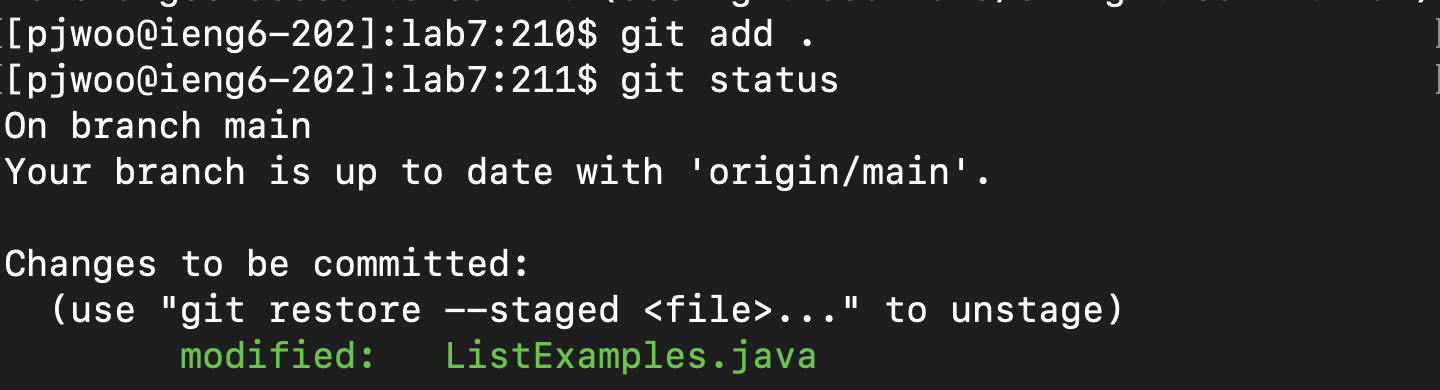 [[pjwoo@ieng6-202]:lab7:210$ git add . ]
[[pjwoo@ieng6-202]:lab7:211$ git status ]
On branch main
Your branch is up to date with 'origin/main'.
Changes to be committed:
  (use "git restore --staged <file>..." to unstage)
        modified:   ListExamples.java